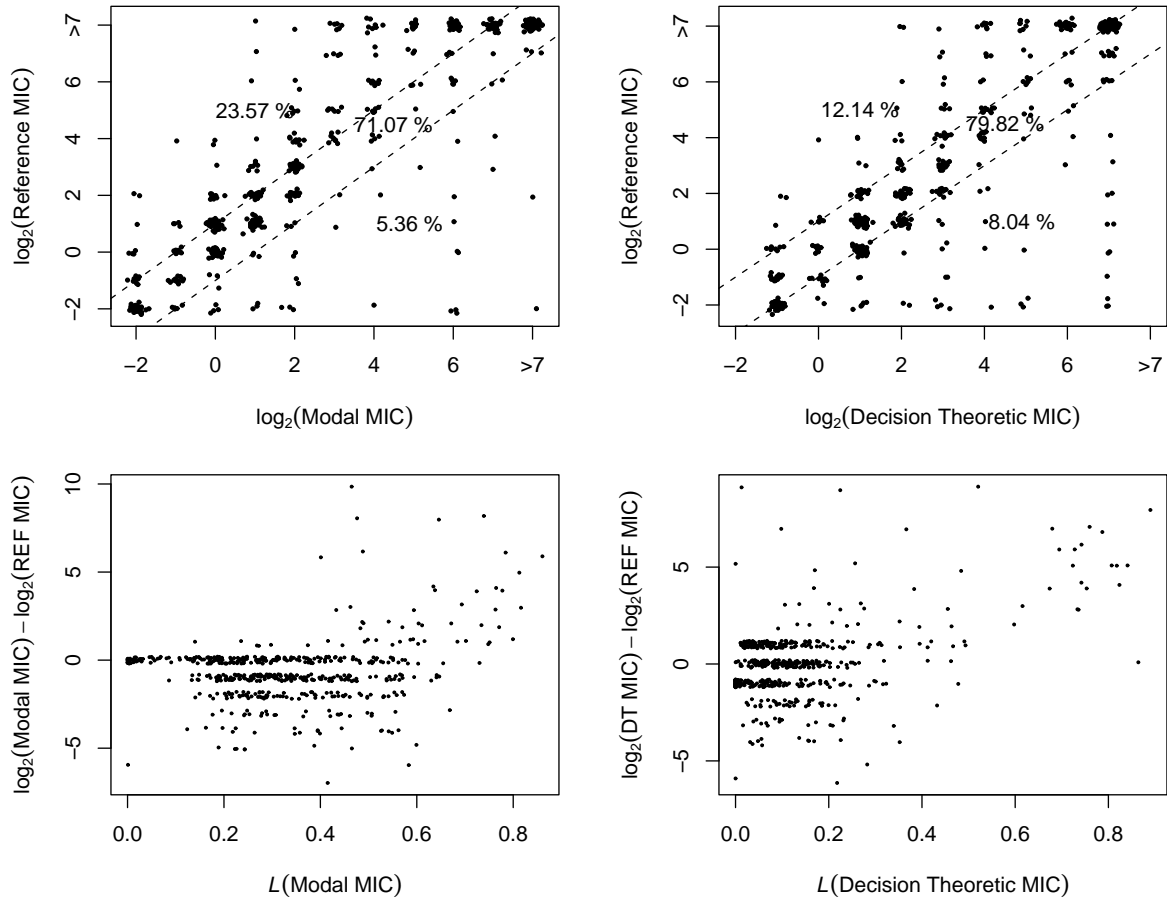 >7
6
4
2
0
−2
log2(Reference MIC)
23.57 %
71.07 %
5.36 %
−2 0 2 4 6 >7
log2(Modal MIC)
>7
6
4
2
0
−2
log2(Reference MIC)
12.14 %
79.82 %
8.04 %
−2 0 2 4 6 >7
log2(Decision Theoretic MIC)
10
5
0
−5
log2(Modal MIC) − log2(REF MIC)
0.0 0.2 0.4 0.6 0.8
L(Modal MIC)
5
0
−5
log2(DT MIC) − log2(REF MIC)
0.0 0.2 0.4 0.6 0.8
L(Decision Theoretic MIC)